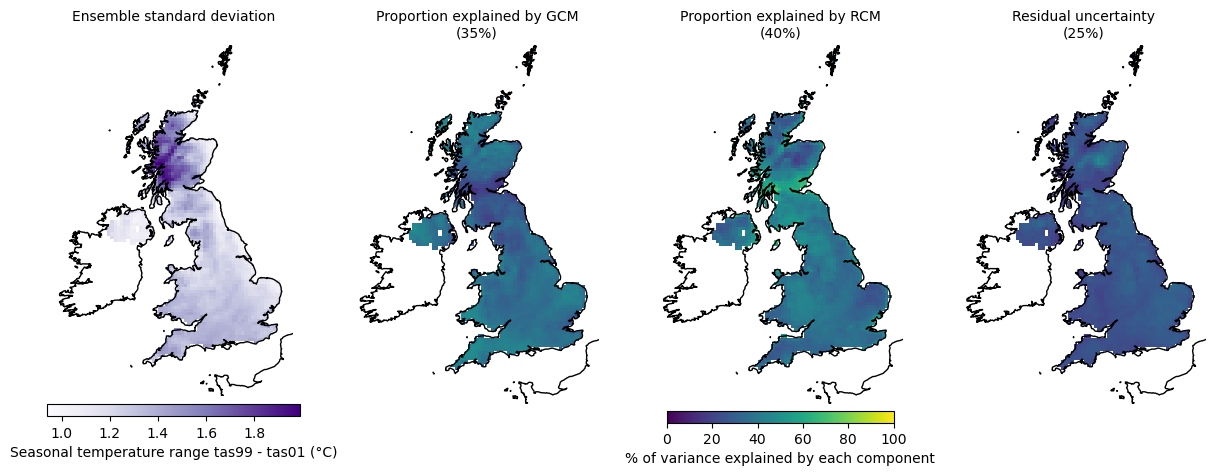 Ensemble standard deviation
Proportion explained by GCM
(35%)
Proportion explained by RCM
(40%)
Residual uncertainty
(25%)
1.0 1.2 1.4 1.6 1.8
Seasonal temperature range tas99 - tas01 (°C)
0 20 40 60 80 100
% of variance explained by each component